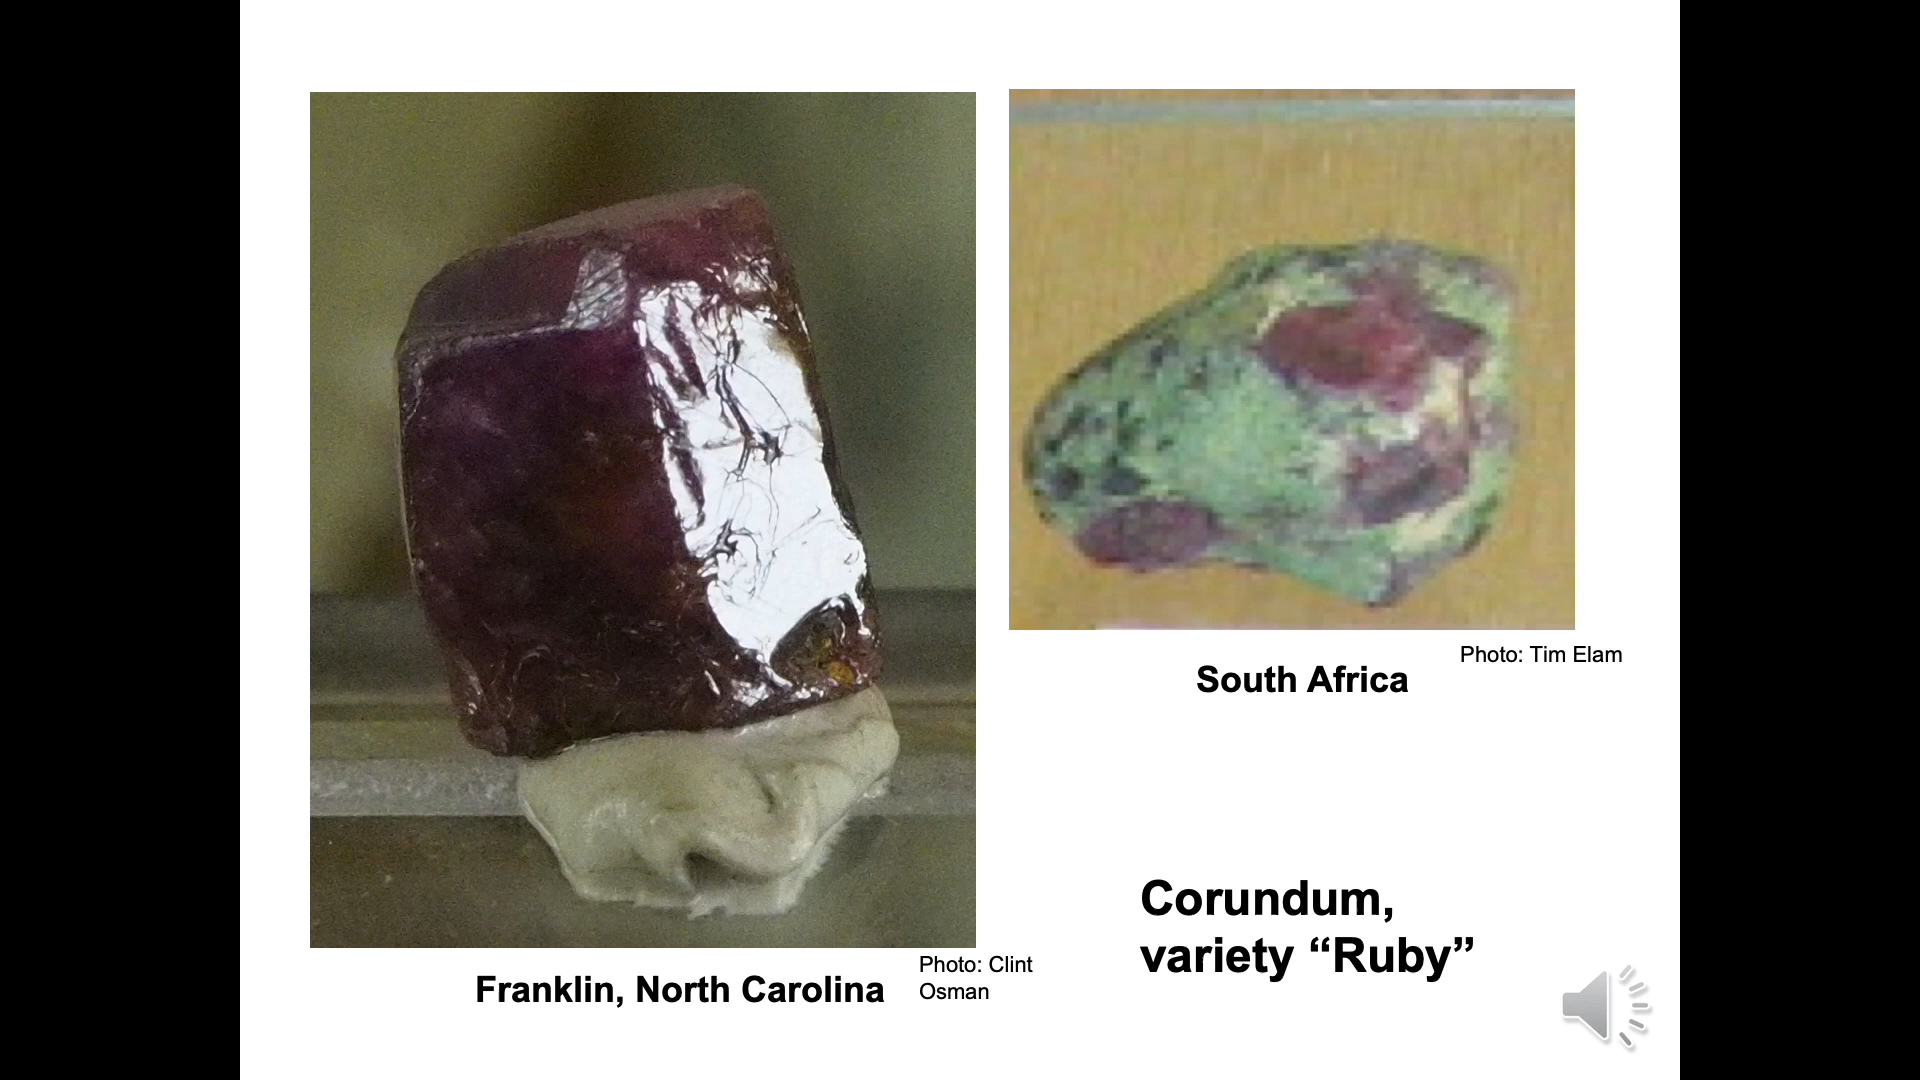 Photo: Tim Elam
South Africa
Corundum,
variety “Ruby”
Photo: Clint
Osman
Franklin, North Carolina